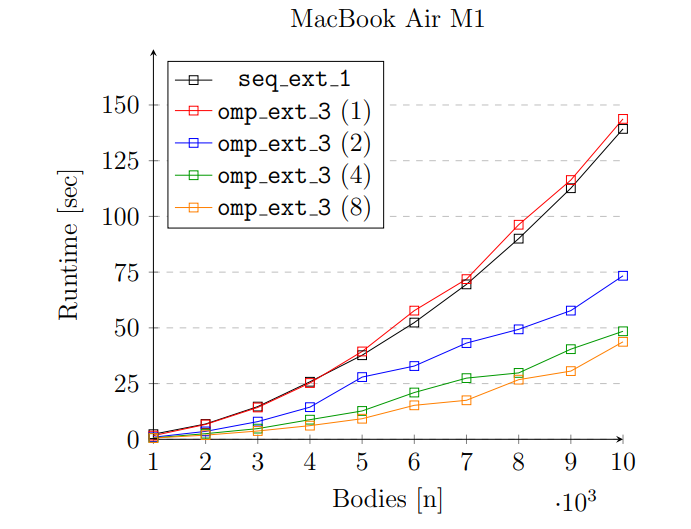 MacBook Air M1
seq_ext_1
omp_ext_3 (1)
omp_ext_3 (2)
omp_ext_3 (4)
omp_ext_3 (8)
Runtime [sec]
150
125
100
75
50
25
0
1 2 3 4 5 6 7 8 9 10
Bodies [n]
·10³